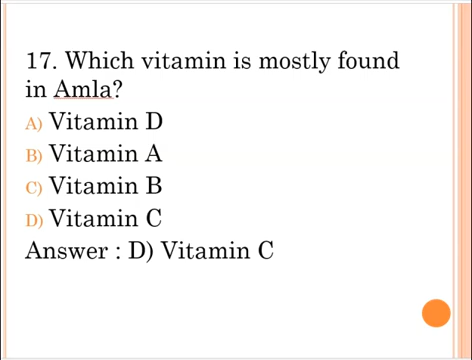 17. Which vitamin is mostly found
in Amla?
A) Vitamin D
B) Vitamin A
C) Vitamin B
D) Vitamin C
Answer : D) Vitamin C